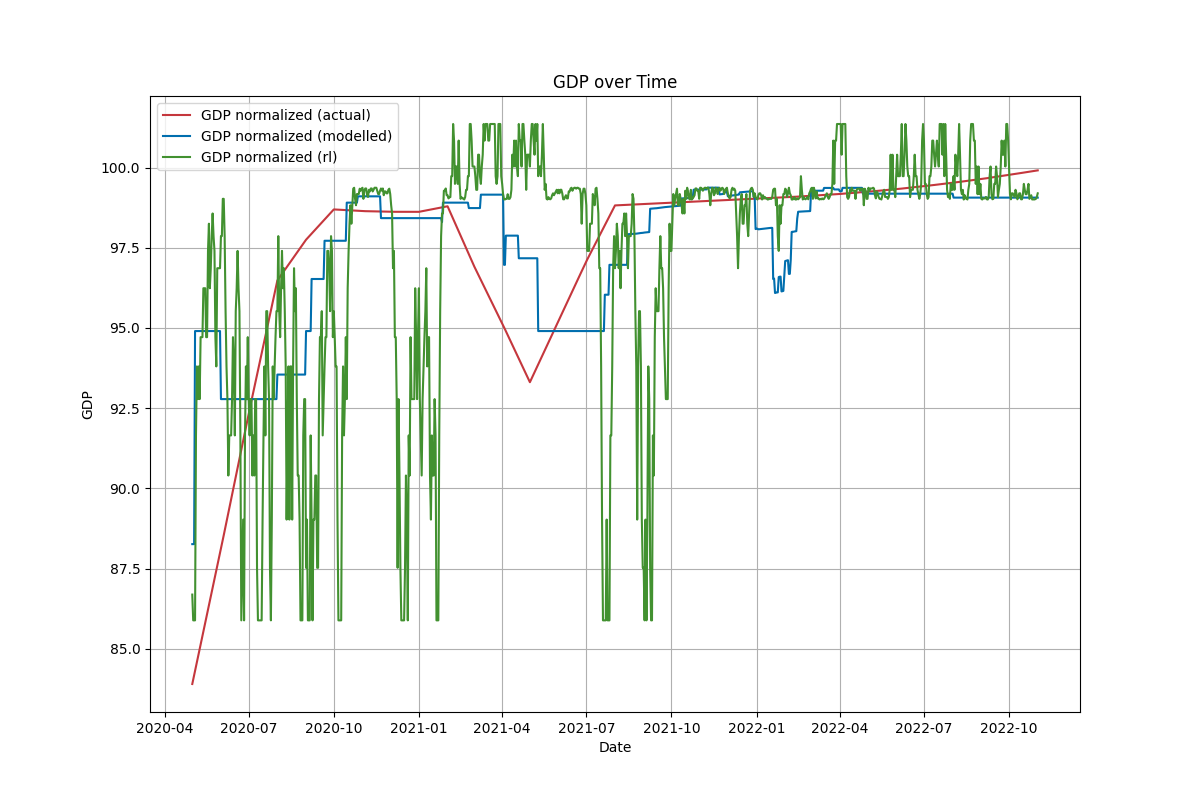 GDP over Time
GDP normalized (actual)
GDP normalized (modelled)
GDP normalized (rl)
100.0
97.5
95.0
92.5
90.0
87.5
85.0
GDP
2020-04 2020-07 2020-10 2021-01 2021-04 2021-07 2021-10 2022-01 2022-04 2022-07 2022-10
Date